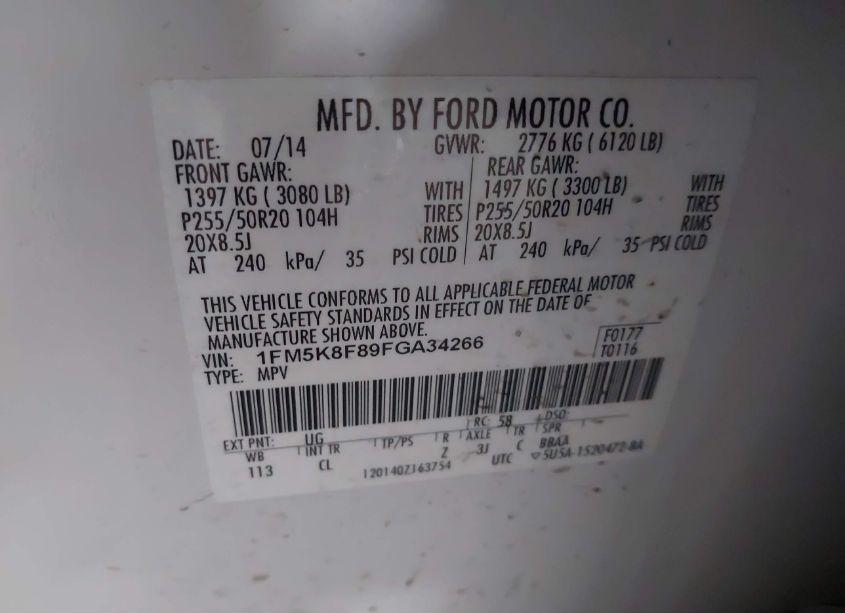 MFD. BY FORD MOTOR CO.
DATE: 07/14 GVWR: 2776 KG ( 6120 LB)
FRONT GAWR: REAR GAWR:
1397 KG ( 3080 LB) WITH 1497 KG ( 3300 LB) WITH
P255/50R20 104H TIRES P255/50R20 104H TIRES
20X8.5J RIMS 20X8.5J RIMS
AT 240 kPa/ 35 PSI COLD AT 240 kPa/ 35 PSI COLD
THIS VEHICLE CONFORMS TO ALL APPLICABLE FEDERAL MOTOR
VEHICLE SAFETY STANDARDS IN EFFECT ON THE DATE OF
MANUFACTURE SHOWN ABOVE.
VIN: 1FM5K8F89FGA34266 F0177
TYPE: MPV T0116
EXT PNT: UG RC: 58 DSO:
WB INT TR TP/PS R AXLE TR SPR
113 CL Z 3J C BBAA
12014 163754 UTC 5U5A-1520472-BA